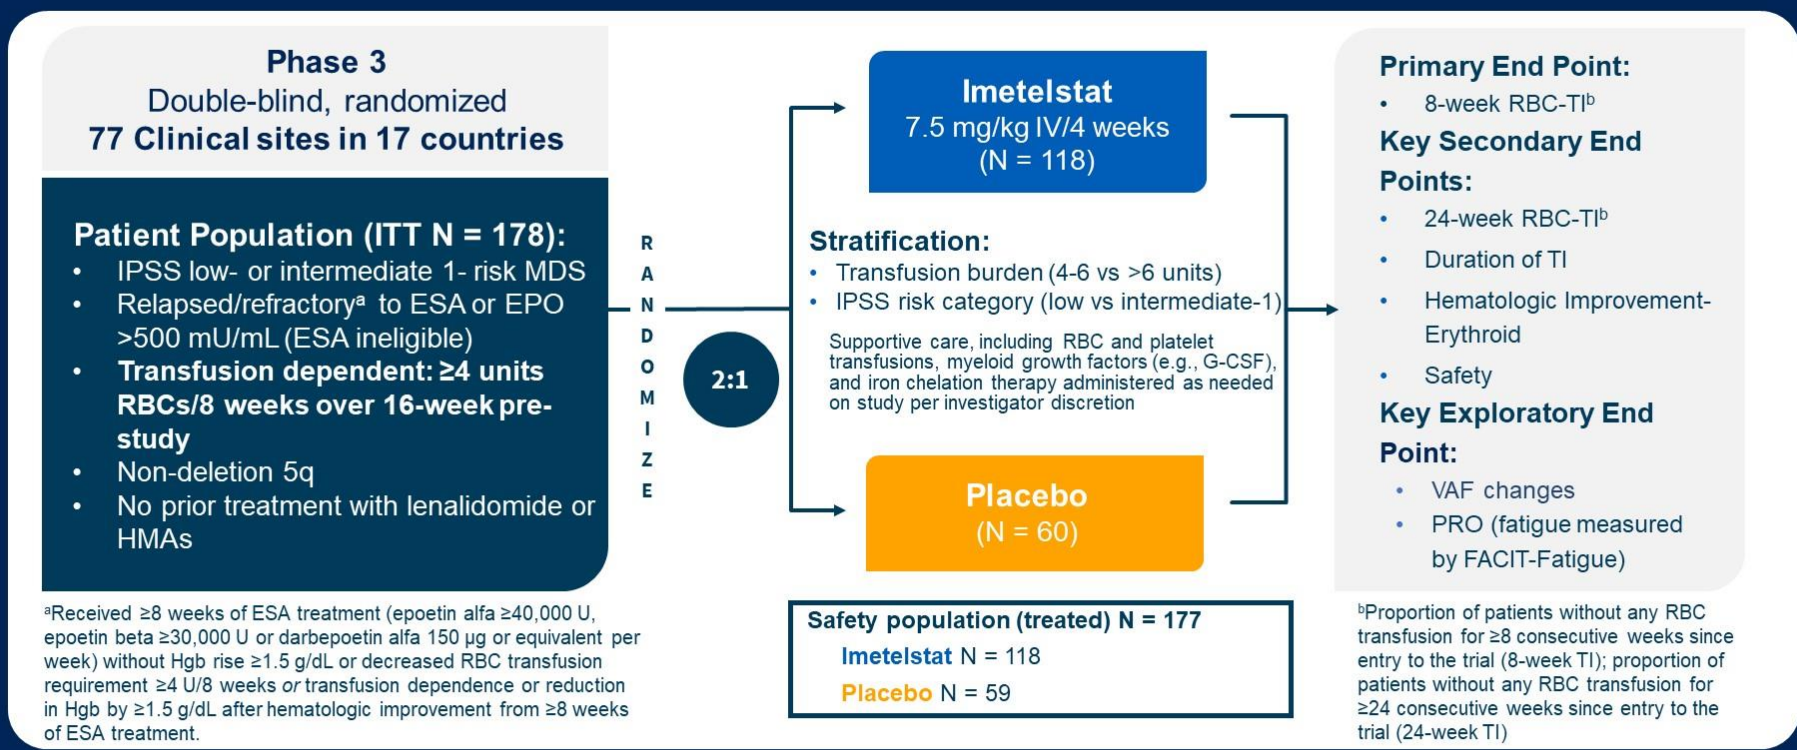 Phase 3
Double-blind, randomized
77 Clinical sites in 17 countries
Patient Population (ITT N = 178):
• IPSS low- or intermediate 1- risk MDS
• Relapsed/refractoryᵃ to ESA or EPO
>500 mU/mL (ESA ineligible)
• Transfusion dependent: ≥4 units
RBCs/8 weeks over 16-week pre-
study
• Non-deletion 5q
• No prior treatment with lenalidomide or
HMAs
ᵃReceived ≥8 weeks of ESA treatment (epoetin alfa ≥40,000 U,
epoetin beta ≥30,000 U or darbepoetin alfa 150 µg or equivalent per
week) without Hgb rise ≥1.5 g/dL or decreased RBC transfusion
requirement ≥4 U/8 weeks or transfusion dependence or reduction
in Hgb by ≥1.5 g/dL after hematologic improvement from ≥8 weeks
of ESA treatment.
R
A
N
D
O
M
I
Z
E
2:1
Imetelstat
7.5 mg/kg IV/4 weeks
(N = 118)
Stratification:
• Transfusion burden (4-6 vs >6 units)
• IPSS risk category (low vs intermediate-1)
Supportive care, including RBC and platelet
transfusions, myeloid growth factors (e.g., G-CSF),
and iron chelation therapy administered as needed
on study per investigator discretion
Placebo
(N = 60)
Safety population (treated) N = 177
Imetelstat N = 118
Placebo N = 59
Primary End Point:
• 8-week RBC-TIᵇ
Key Secondary End
Points:
• 24-week RBC-TIᵇ
• Duration of TI
• Hematologic Improvement-
Erythroid
• Safety
Key Exploratory End
Point:
• VAF changes
• PRO (fatigue measured
by FACIT-Fatigue)
ᵇProportion of patients without any RBC
transfusion for ≥8 consecutive weeks since
entry to the trial (8-week TI); proportion of
patients without any RBC transfusion for
≥24 consecutive weeks since entry to the
trial (24-week TI)